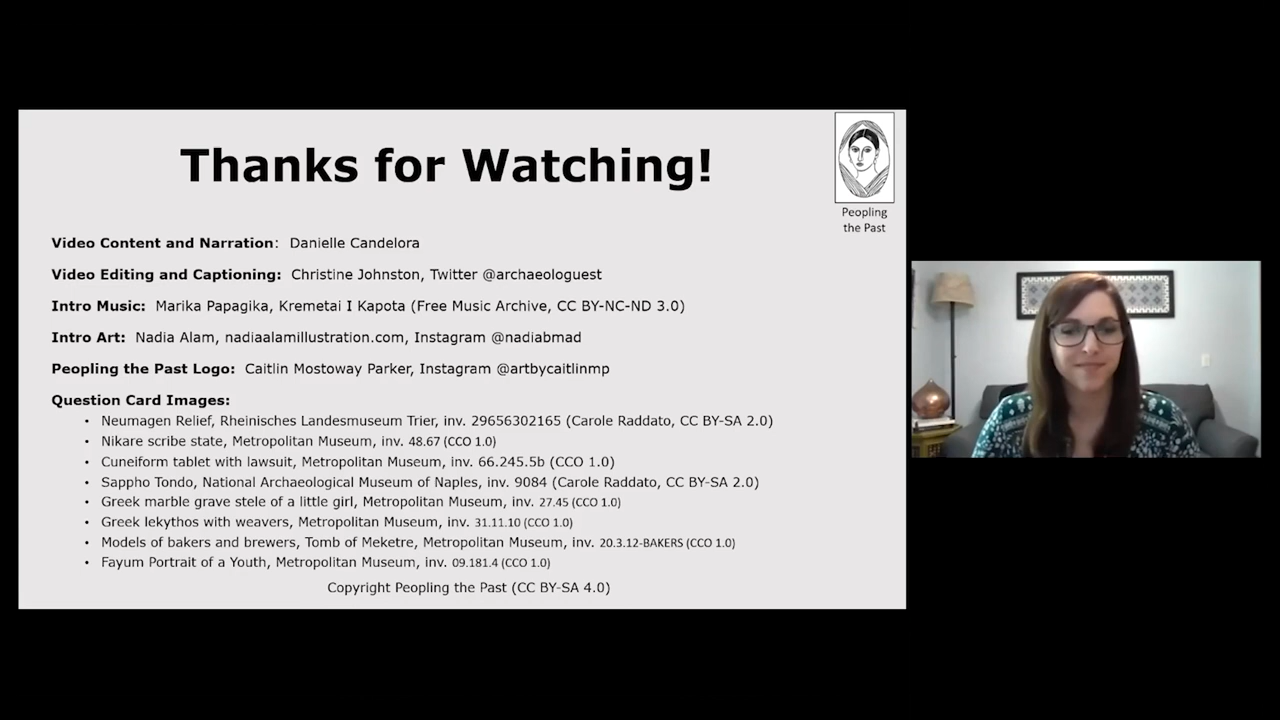 Thanks for Watching!
Peopling
the Past
Video Content and Narration: Danielle Candelora
Video Editing and Captioning: Christine Johnston, Twitter @archaeologuest
Intro Music: Marika Papagika, Kremetai I Kapota (Free Music Archive, CC BY-NC-ND 3.0)
Intro Art: Nadia Alam, nadiaalamillustration.com, Instagram @nadiabmad
Peopling the Past Logo: Caitlin Mostoway Parker, Instagram @artbycaitlinmp
Question Card Images:
• Neumagen Relief, Rheinisches Landesmuseum Trier, inv. 29656302165 (Carole Raddato, CC BY-SA 2.0)
• Nikare scribe state, Metropolitan Museum, inv. 48.67 (CCO 1.0)
• Cuneiform tablet with lawsuit, Metropolitan Museum, inv. 66.245.5b (CCO 1.0)
• Sappho Tondo, National Archaeological Museum of Naples, inv. 9084 (Carole Raddato, CC BY-SA 2.0)
• Greek marble grave stele of a little girl, Metropolitan Museum, inv. 27.45 (CCO 1.0)
• Greek lekythos with weavers, Metropolitan Museum, inv. 31.11.10 (CCO 1.0)
• Models of bakers and brewers, Tomb of Meketre, Metropolitan Museum, inv. 20.3.12-BAKERS (CCO 1.0)
• Fayum Portrait of a Youth, Metropolitan Museum, inv. 09.181.4 (CCO 1.0)
Copyright Peopling the Past (CC BY-SA 4.0)